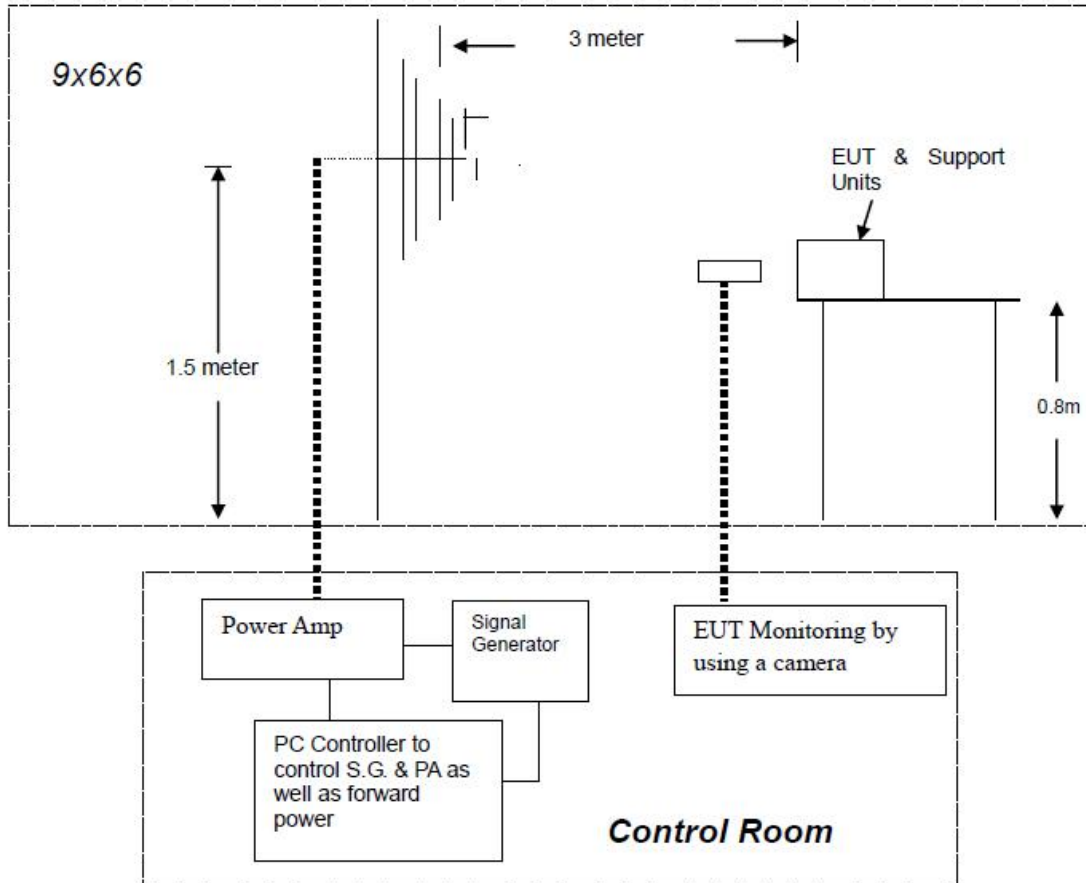 3 meter
9x6x6
EUT & Support
Units
1.5 meter
0.8m
Power Amp
Signal
Generator
EUT Monitoring by
using a camera
PC Controller to
control S.G. & PA as
well as forward
power
Control Room